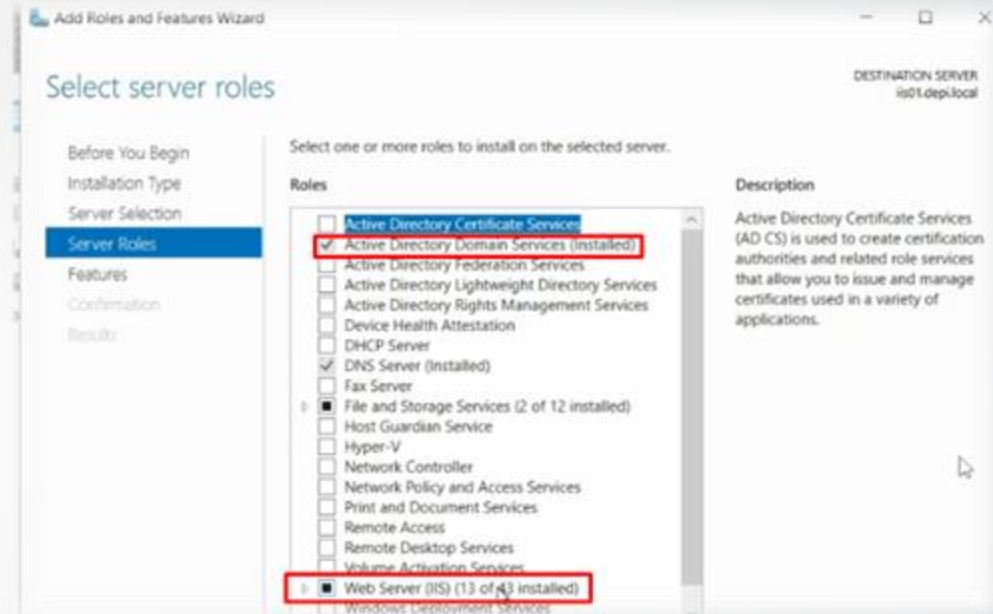 Add Roles and Features Wizard
Select server roles
DESTINATION SERVER
iis01.depi.local
Before You Begin
Installation Type
Server Selection
Server Roles
Features
Confirmation
Results
Select one or more roles to install on the selected server.
Roles
Active Directory Certificate Services
Active Directory Domain Services (Installed)
Active Directory Federation Services
Active Directory Lightweight Directory Services
Active Directory Rights Management Services
Device Health Attestation
DHCP Server
DNS Server (Installed)
Fax Server
File and Storage Services (2 of 12 installed)
Host Guardian Service
Hyper-V
Network Controller
Network Policy and Access Services
Print and Document Services
Remote Access
Remote Desktop Services
Volume Activation Services
Web Server (IIS) (13 of 43 installed)
Windows Deployment Services
Description
Active Directory Certificate Services
(AD CS) is used to create certification
authorities and related role services
that allow you to issue and manage
certificates used in a variety of
applications.